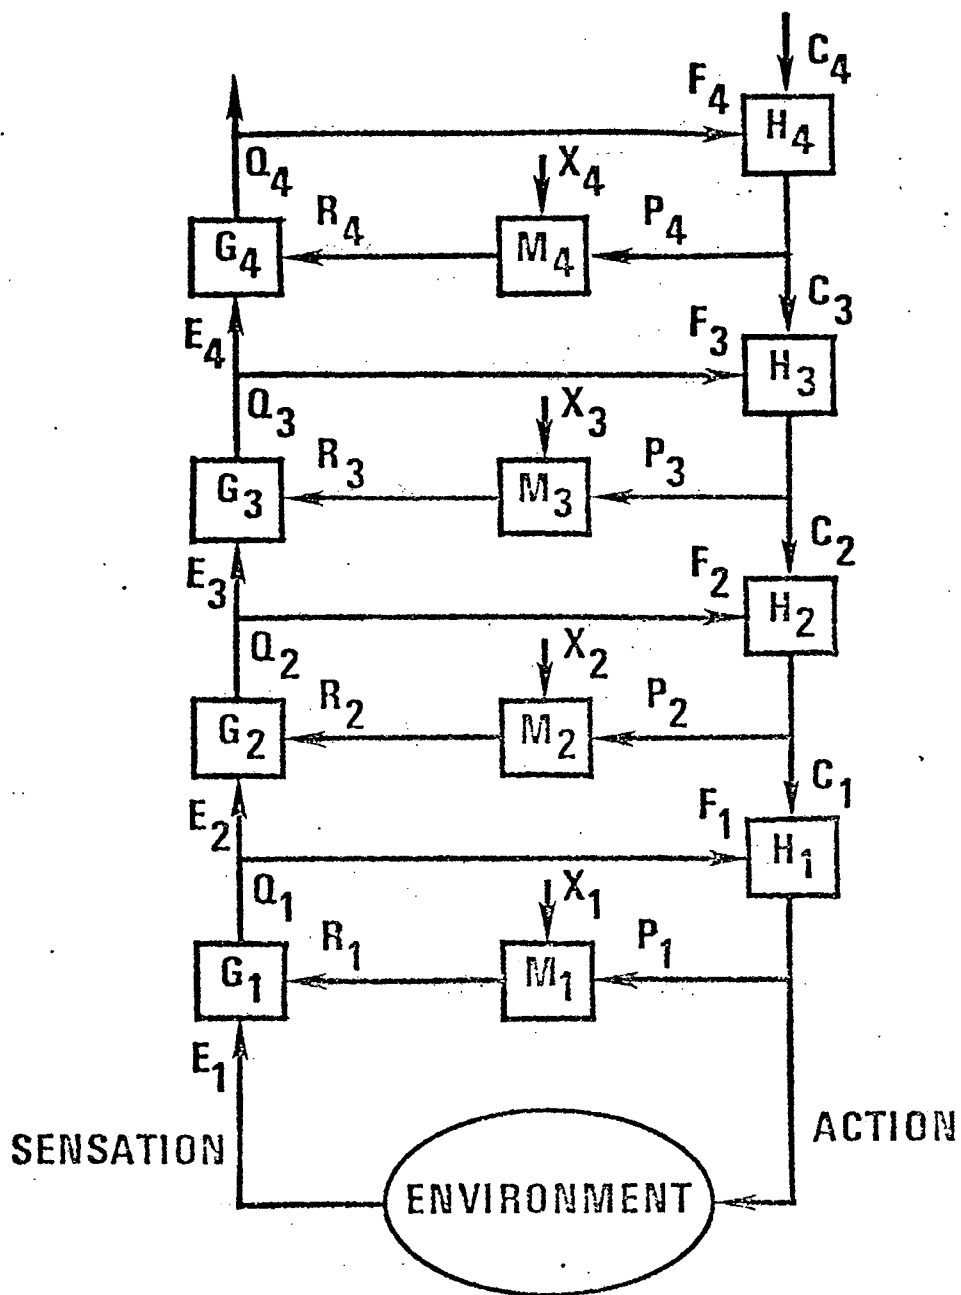 C4
F4 H4
Q4 X4
R4 P4
G4 M4
C3
E4 F3 H3
Q3 X3
R3 P3
G3 M3
C2
E3 F2 H2
Q2 X2
R2 P2
G2 M2
C1
E2 F1 H1
Q1 X1
R1 P1
G1 M1
E1
SENSATION ACTION
ENVIRONMENT